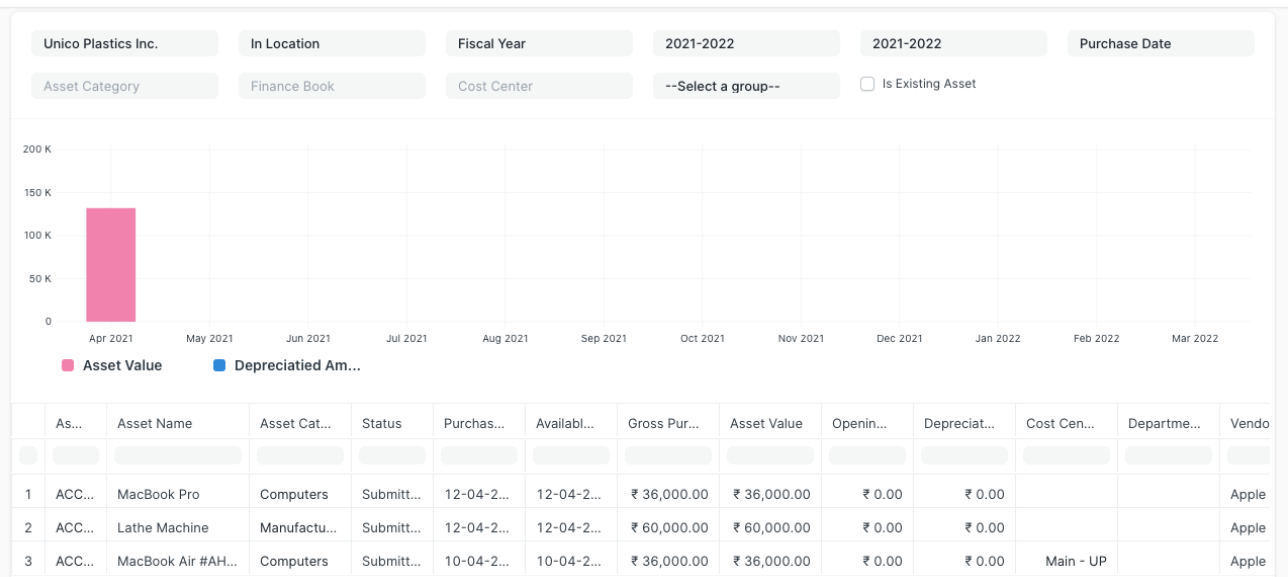 Unico Plastics Inc. In Location Fiscal Year 2021-2022 2021-2022 Purchase Date
Asset Category Finance Book Cost Center --Select a group-- Is Existing Asset
200 K
150 K
100 K
50 K
0
Apr 2021 May 2021 Jun 2021 Jul 2021 Aug 2021 Sep 2021 Oct 2021 Nov 2021 Dec 2021 Jan 2022 Feb 2022 Mar 2022
Asset Value Depreciatied Am...
As... Asset Name Asset Cat... Status Purchas... Availabl... Gross Pur... Asset Value Openin... Depreciat... Cost Cen... Departme... Vendo
1 ACC... MacBook Pro Computers Submitt... 12-04-2... 12-04-2... ₹ 36,000.00 ₹ 36,000.00 ₹ 0.00 ₹ 0.00 Apple
2 ACC... Lathe Machine Manufactu... Submitt... 12-04-2... 12-04-2... ₹ 60,000.00 ₹ 60,000.00 ₹ 0.00 ₹ 0.00 Apple
3 ACC... MacBook Air #AH... Computers Submitt... 10-04-2... 10-04-2... ₹ 36,000.00 ₹ 36,000.00 ₹ 0.00 ₹ 0.00 Main - UP Apple